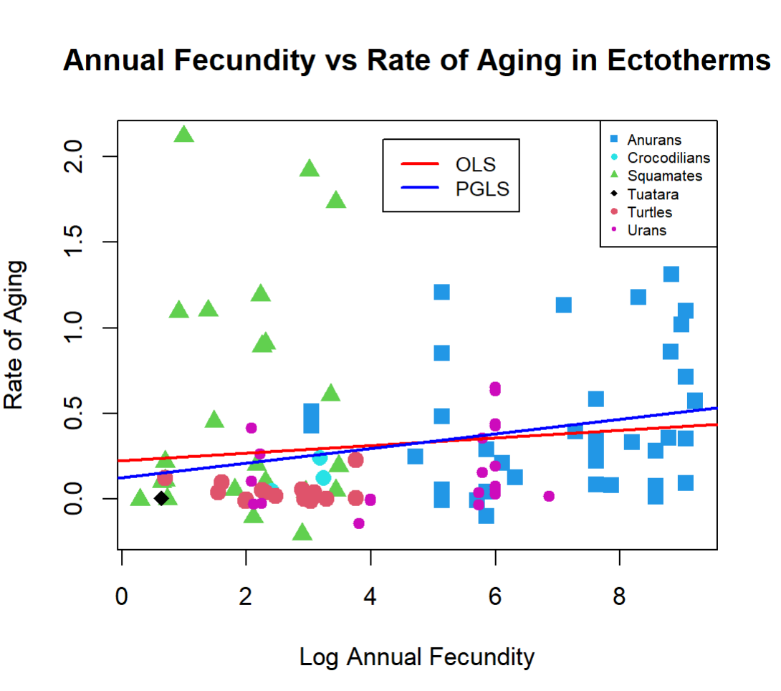 Annual Fecundity vs Rate of Aging in Ectotherms
OLS
PGLS
Anurans
Crocodilians
Squamates
Tuatara
Turtles
Urans
Rate of Aging
2.0
1.5
1.0
0.5
0.0
0 2 4 6 8
Log Annual Fecundity